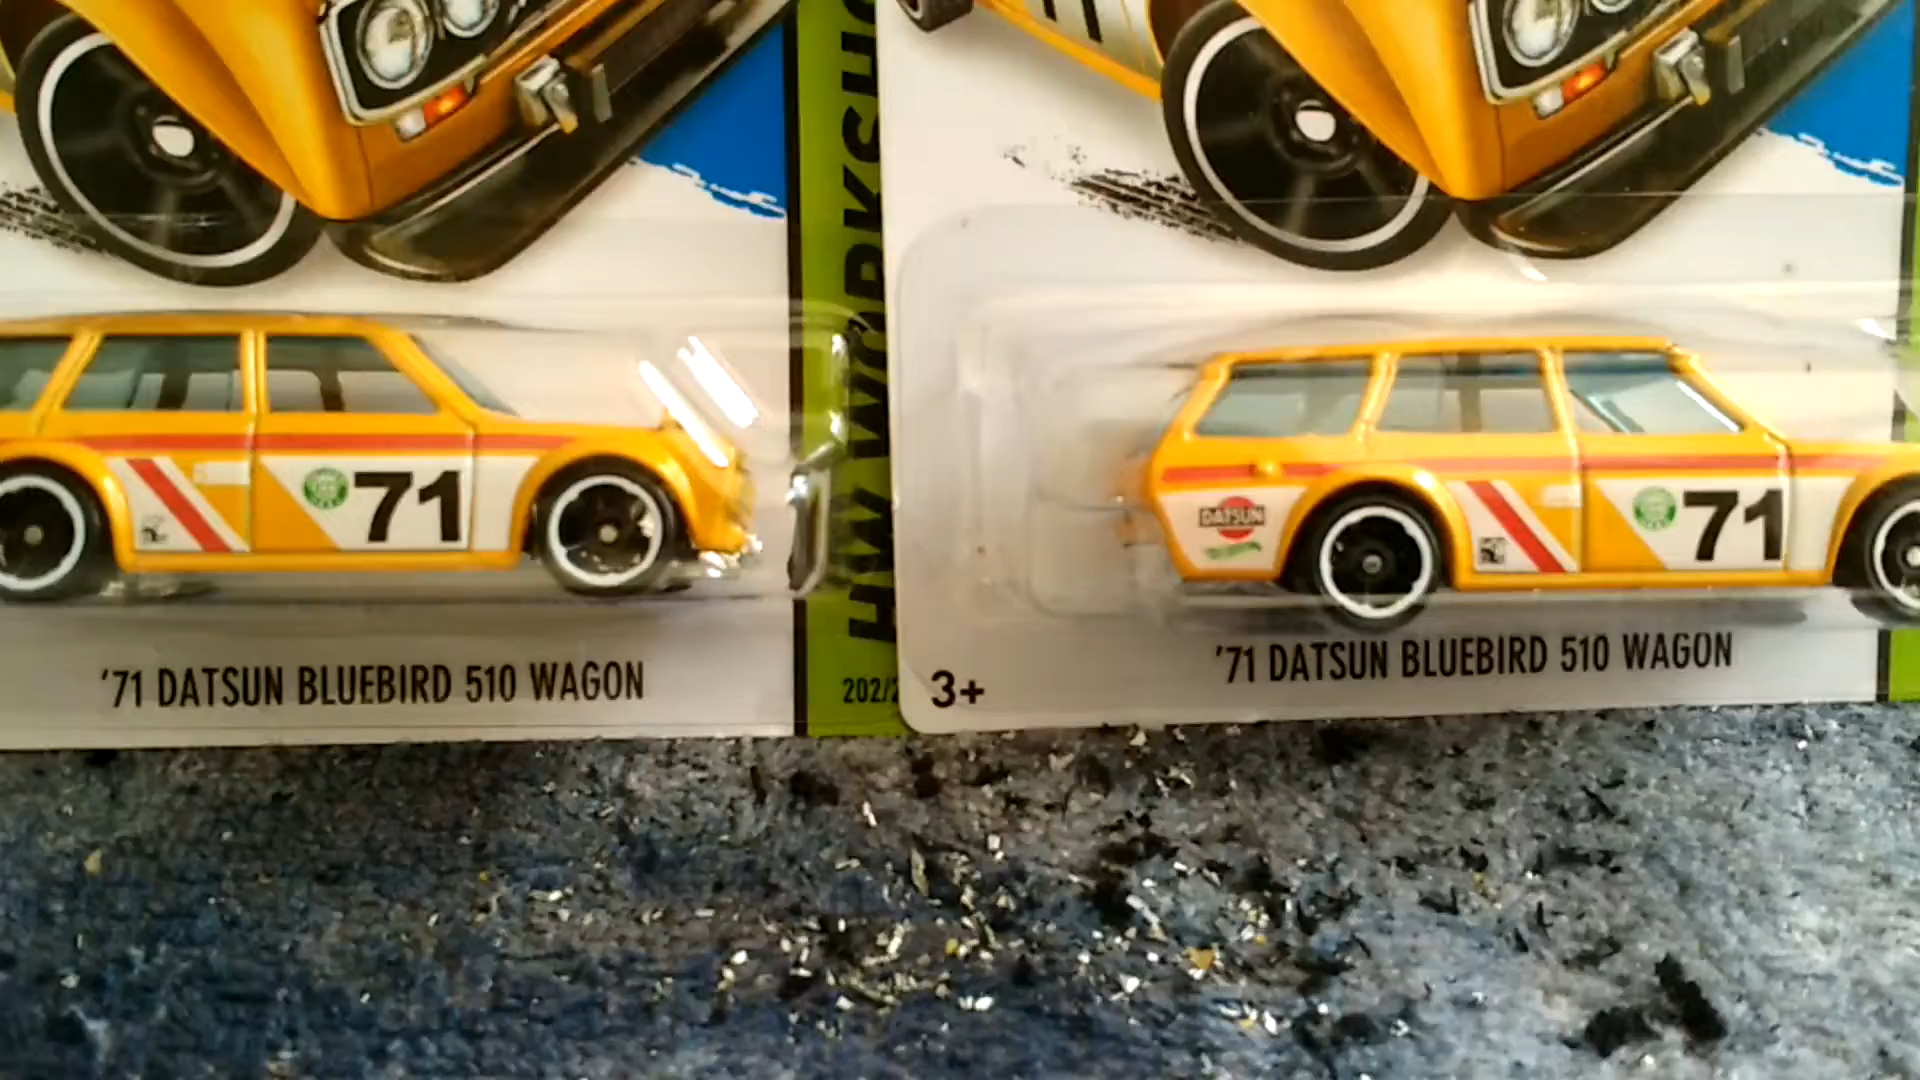 HW WORKSHO
71
'71 DATSUN BLUEBIRD 510 WAGON
202/2
DATSUN
71
'71 DATSUN BLUEBIRD 510 WAGON
3+